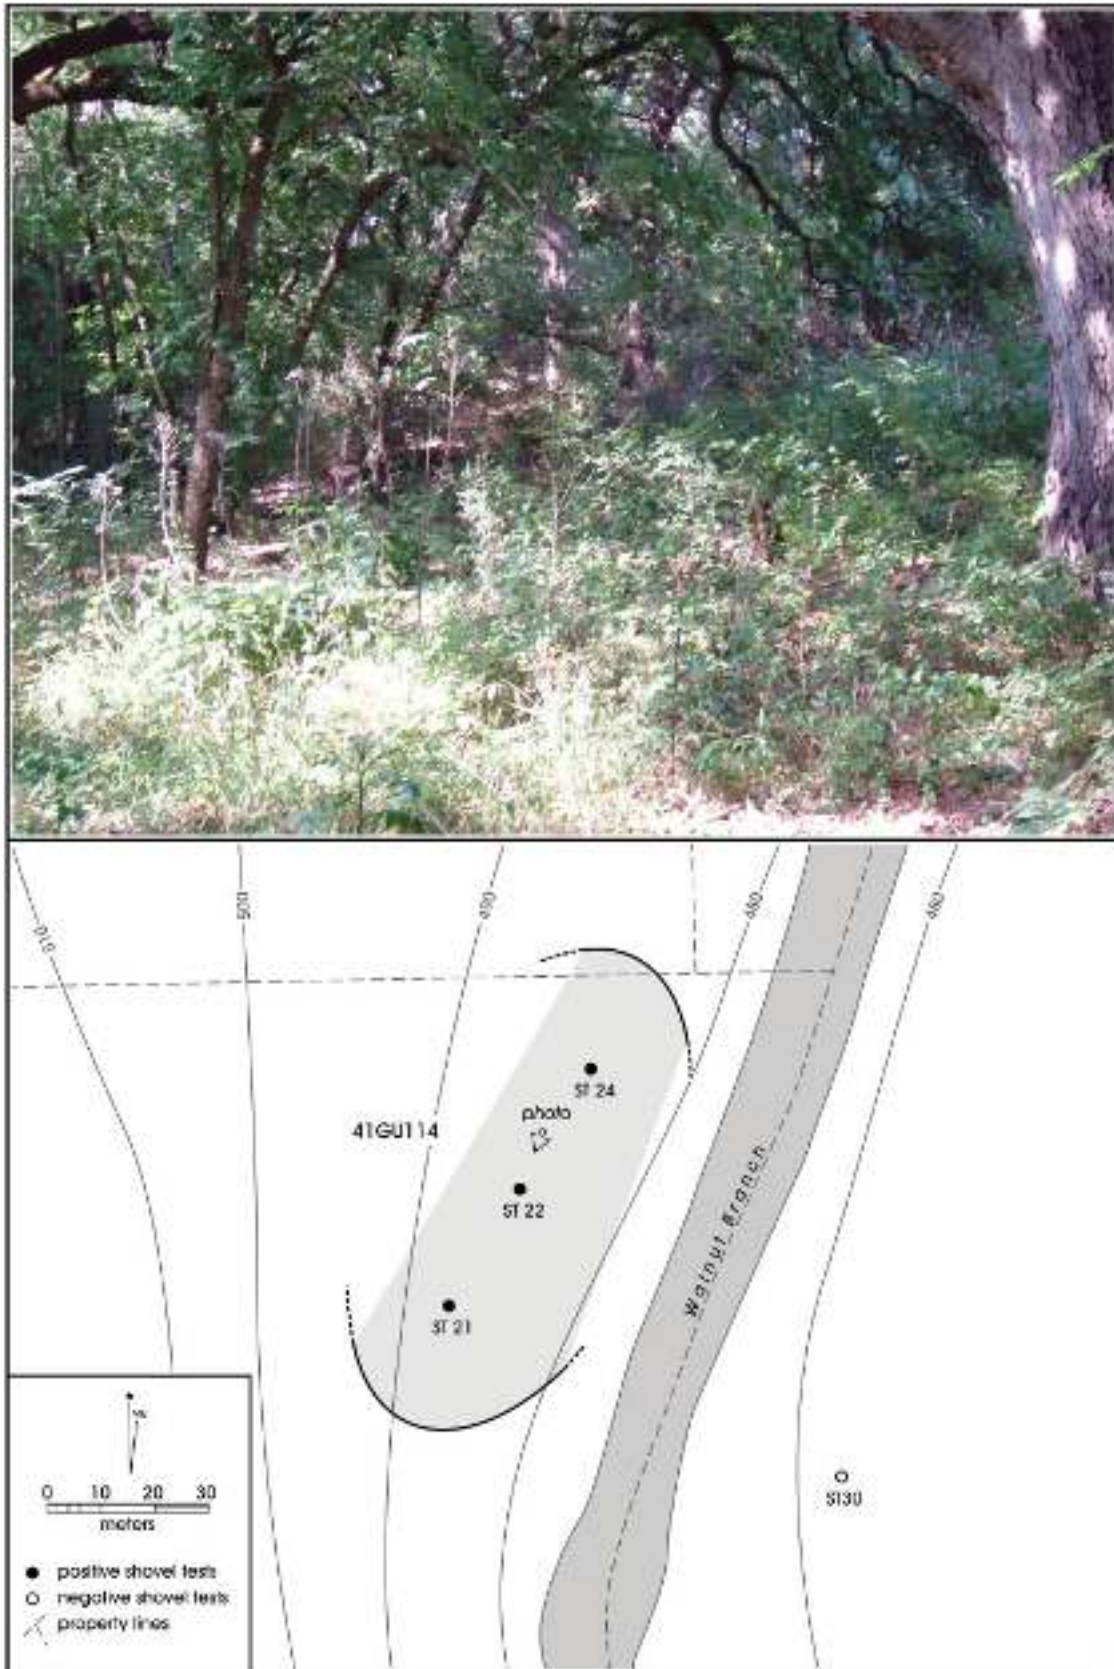 510
500
490
480
480
ST 24
photo
41GU114
ST 22
Walnut Branch
ST 21
ST30
0 10 20 30
meters
positive shovel tests
negative shovel tests
property lines